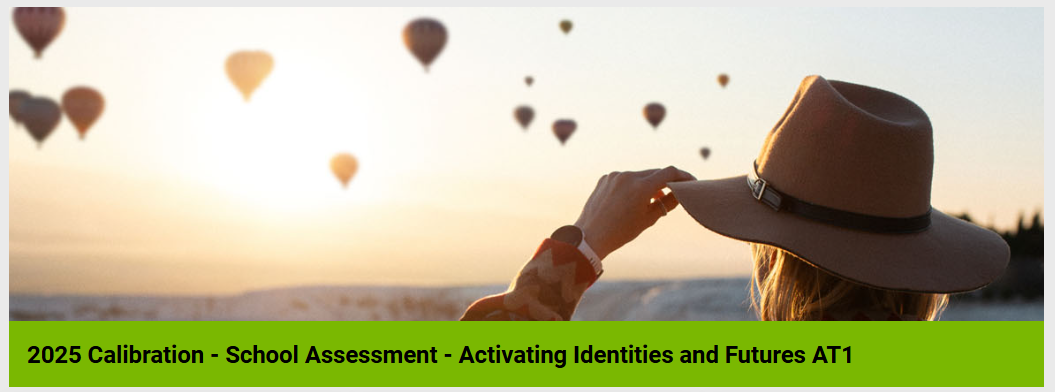 2025 Calibration - School Assessment - Activating Identities and Futures AT1